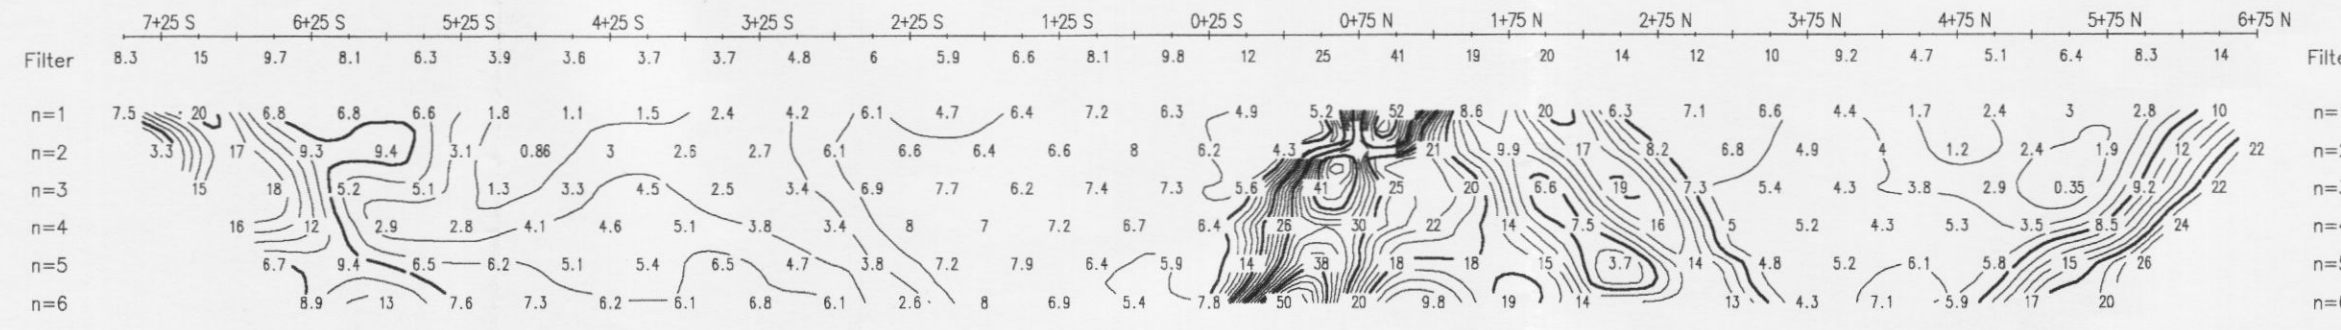 7+25 S 6+25 S 5+25 S 4+25 S 3+25 S 2+25 S 1+25 S 0+25 S 0+75 N 1+75 N 2+75 N 3+75 N 4+75 N 5+75 N 6+75 N
Filter 8.3 15 9.7 8.1 6.3 3.9 3.6 3.7 3.7 4.8 6 5.9 6.6 8.1 9.8 12 25 41 19 20 14 12 10 9.2 4.7 5.1 6.4 8.3 14 Filte
n=1 7.5 20 6.8 6.8 6.6 1.8 1.1 1.5 2.4 4.2 6.1 4.7 6.4 7.2 6.3 4.9 5.2 52 8.6 20 6.3 7.1 6.6 4.4 1.7 2.4 3 2.8 10 n=
n=2 3.3 17 9.3 9.4 3.1 0.86 3 2.6 2.7 6.1 6.6 6.4 6.6 8 6.2 4.3 21 9.9 17 8.2 6.8 4.9 4 1.2 2.4 1.9 12 22 n=
n=3 15 18 5.2 5.1 1.3 3.3 4.5 2.5 3.4 6.9 7.7 6.2 7.4 7.3 5.6 41 25 20 6.6 19 7.3 5.4 4.3 3.8 2.9 0.35 9.2 22 n=
n=4 16 12 2.9 2.8 4.1 4.6 5.1 3.8 3.4 8 7 7.2 6.7 6.4 26 30 22 14 7.5 16 5 5.2 4.3 5.3 3.5 8.5 24 n=
n=5 6.7 9.4 6.5 6.2 5.1 5.4 6.5 4.7 3.8 7.2 7.9 6.4 5.9 14 38 18 18 15 3.7 14 4.8 5.2 6.1 5.8 15 26 n=
n=6 8.9 13 7.6 7.3 6.2 6.1 6.8 6.1 2.6 8 6.9 5.4 7.8 50 20 9.8 19 14 13 4.3 7.1 5.9 17 20 n=